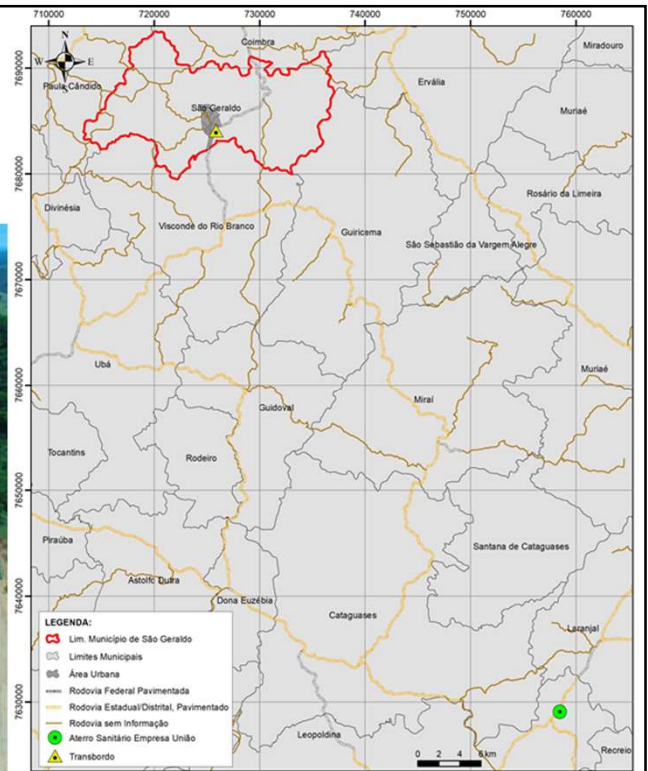 710000 720000 730000 740000 750000 760000
N
W E
S
7690000
7680000
7670000
7660000
7650000
7640000
7630000
Coimbra
Miradouro
Paula Cândido
Ervália
São Geraldo
Muriaé
Rosário da Limeira
Divinésia
Visconde do Rio Branco
Guiricema
São Sebastião da Vargem Alegre
Ubá
Muriaé
Guidoval
Miraí
Tocantins
Rodeiro
Piraúba
Santana de Cataguases
Astolfo Dutra
Dona Euzébia
Cataguases
Laranjal
Leopoldina
Recreio
LEGENDA:
Lim. Município de São Geraldo
Limites Municipais
Área Urbana
Rodovia Federal Pavimentada
Rodovia Estadual/Distrital, Pavimentado
Rodovia sem Informação
Aterro Sanitário Empresa União
Transbordo
0 2 4 6 km